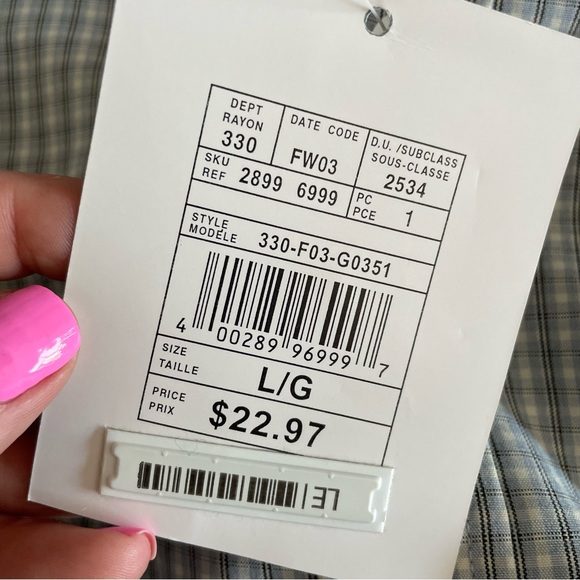 DEPT
RAYON
330
DATE CODE
FW03
D.U. /SUBCLASS
SOUS-CLASSE
2534
SKU
REF 2899 6999
PC
PCE 1
STYLE
MODÈLE 330-F03-G0351
4 00289 96999 7
SIZE
TAILLE L/G
PRICE
PRIX $22.97
LE